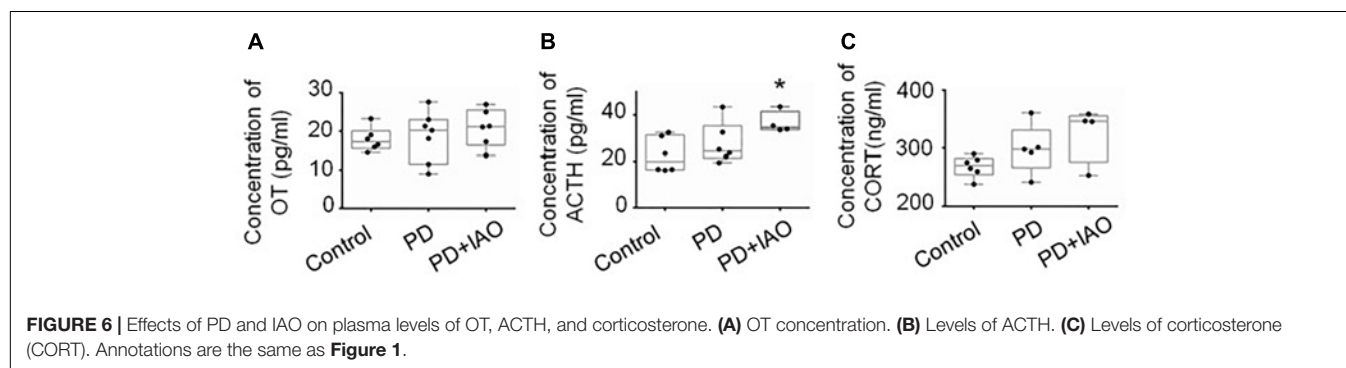 A
B
C
Concentration of
OT (pg/ml)
30
20
10
0
Control
PD
PD+IAO
Concentration of
ACTH (pg/ml)
40
20
0
*
Control
PD
PD+IAO
Concentration of
CORT(ng/ml)
400
300
200
Control
PD
PD+IAO
FIGURE 6 | Effects of PD and IAO on plasma levels of OT, ACTH, and corticosterone. (A) OT concentration. (B) Levels of ACTH. (C) Levels of corticosterone
(CORT). Annotations are the same as Figure 1.